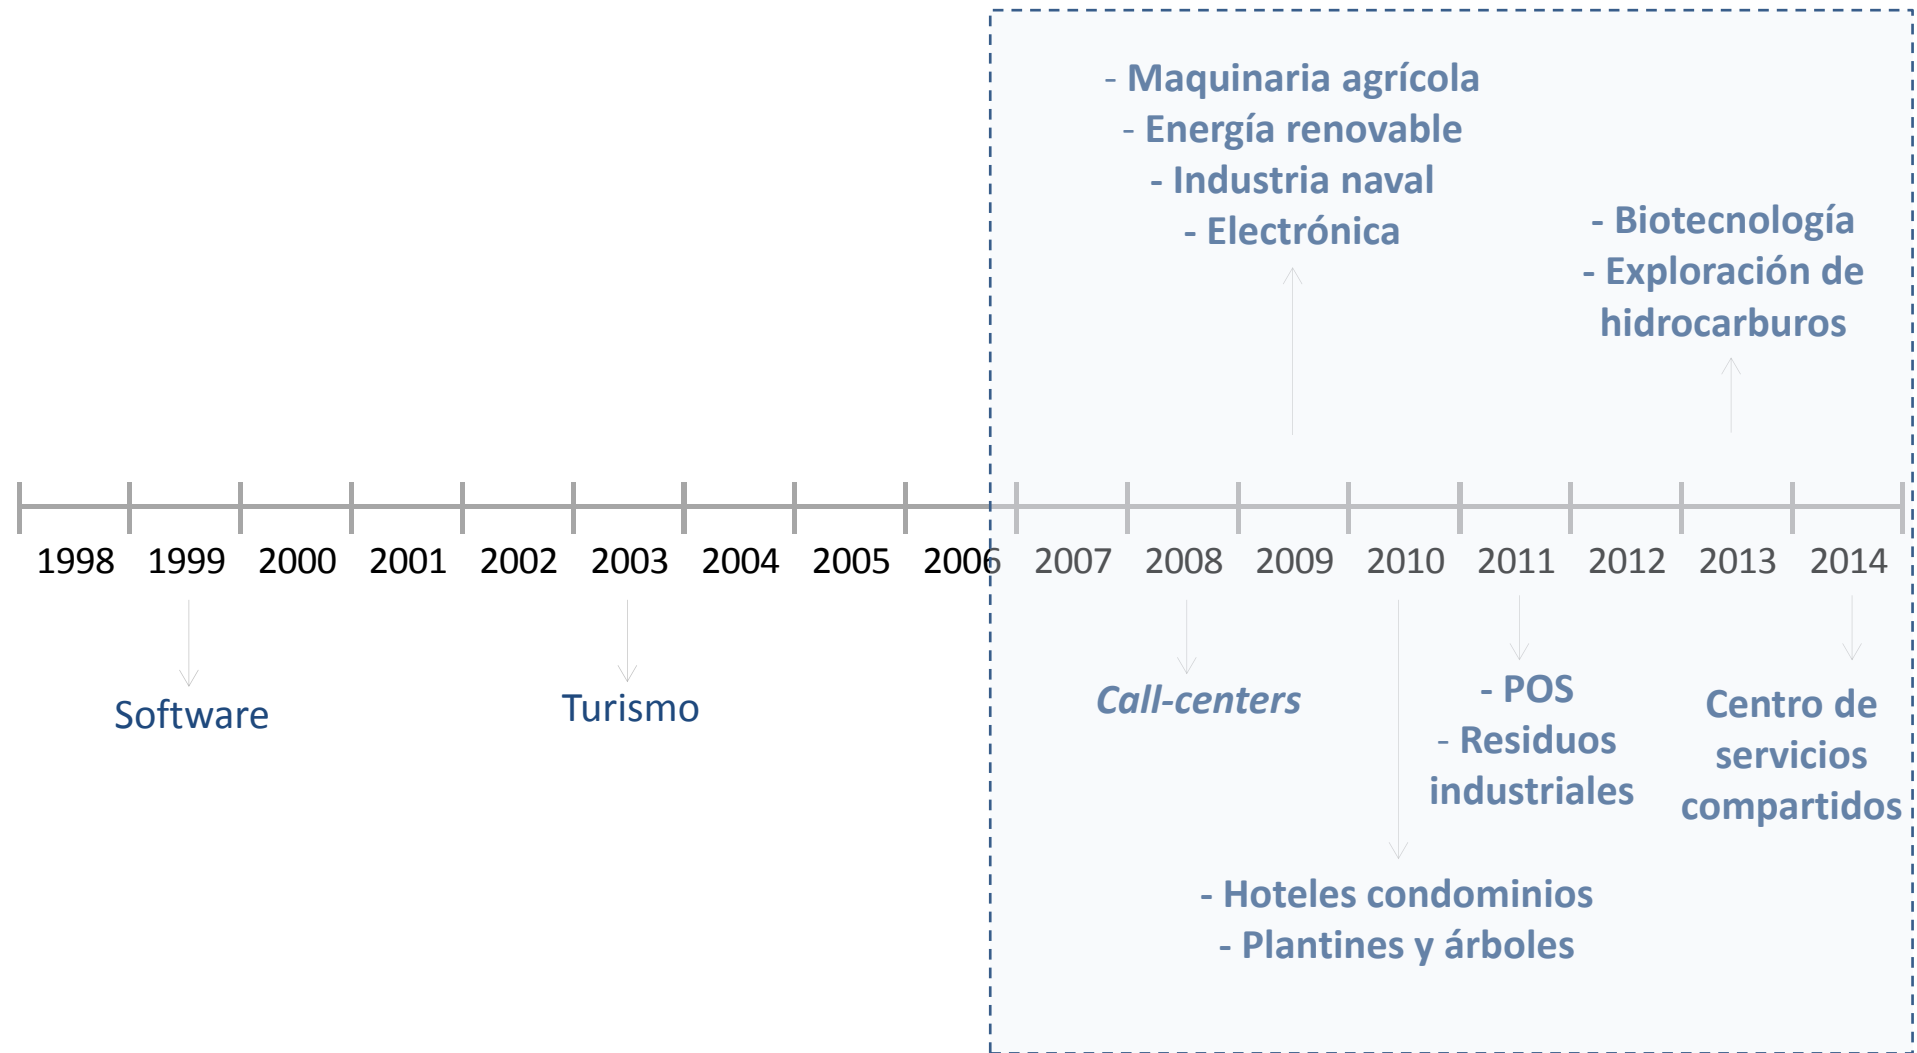 - Maquinaria agrícola
- Energía renovable
- Industria naval
- Electrónica
- Biotecnología
- Exploración de
hidrocarburos
1998 1999 2000 2001 2002 2003 2004 2005 2006 2007 2008 2009 2010 2011 2012 2013 2014
Software
Turismo
Call-centers
- POS
- Residuos
industriales
Centro de
servicios
compartidos
- Hoteles condominios
- Plantines y árboles